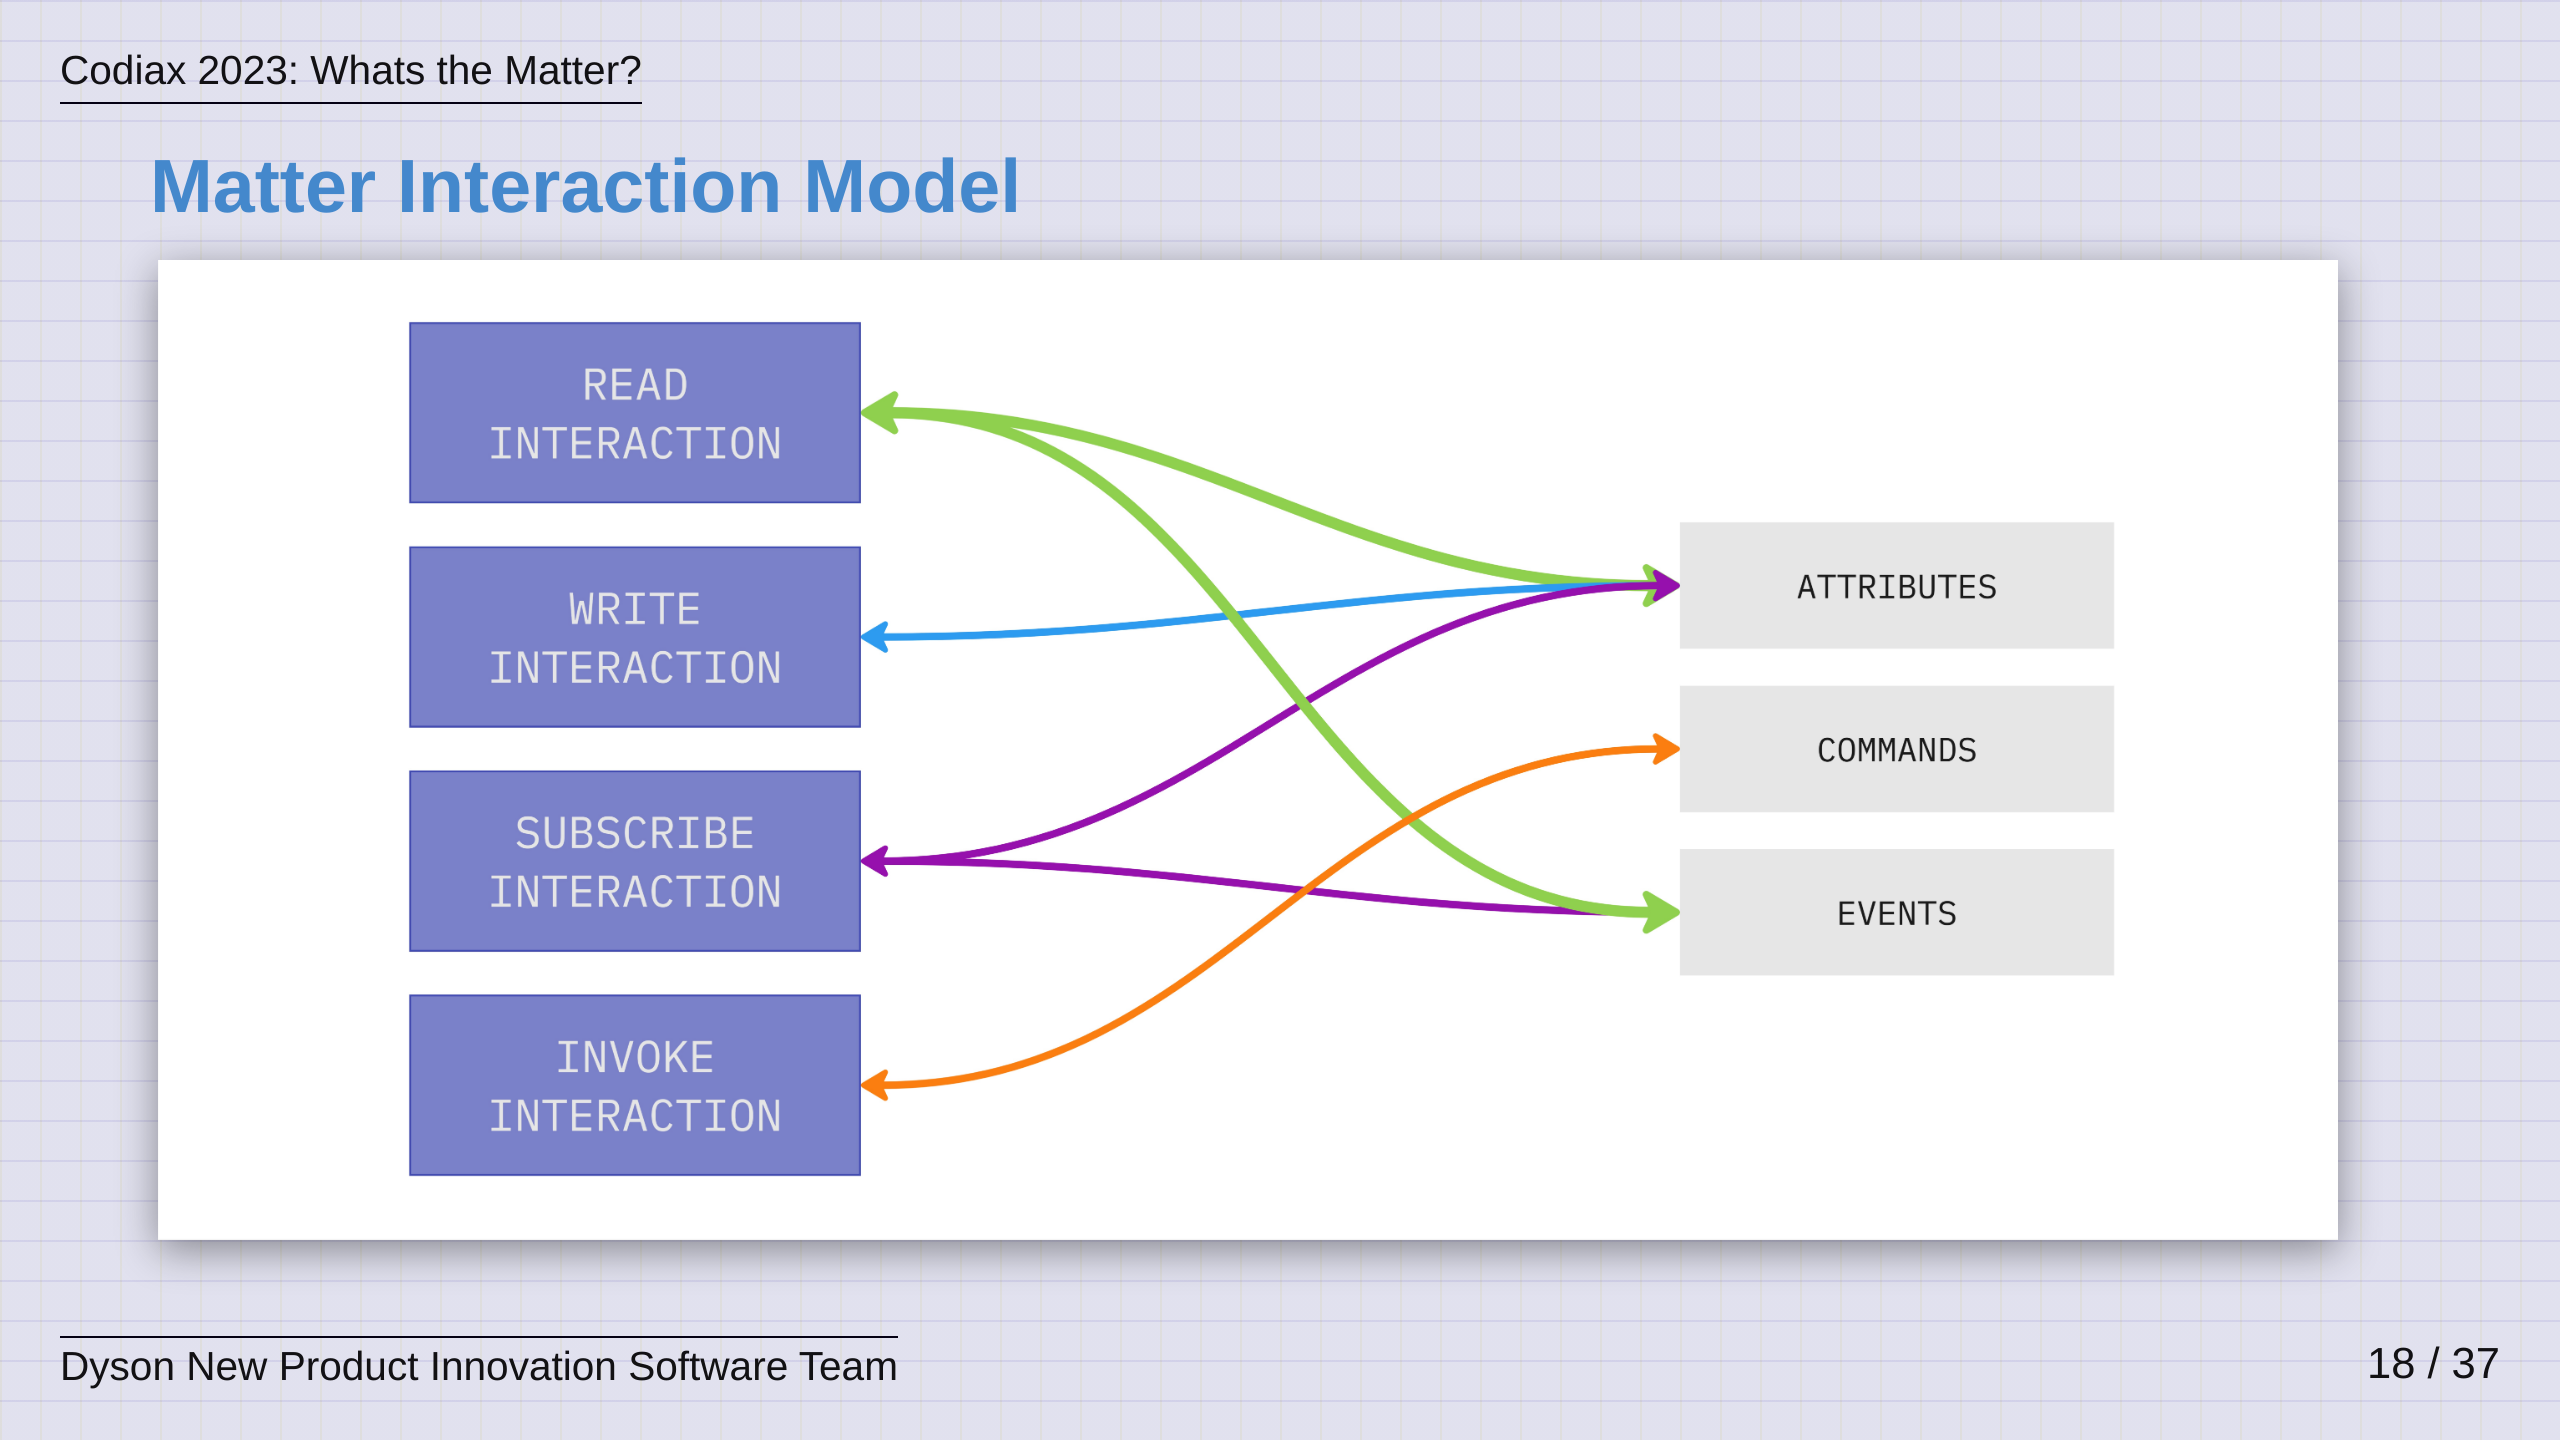 Codiax 2023: Whats the Matter?
Matter Interaction Model
READ
INTERACTION
WRITE
INTERACTION
SUBSCRIBE
INTERACTION
INVOKE
INTERACTION
ATTRIBUTES
COMMANDS
EVENTS
Dyson New Product Innovation Software Team
18 / 37